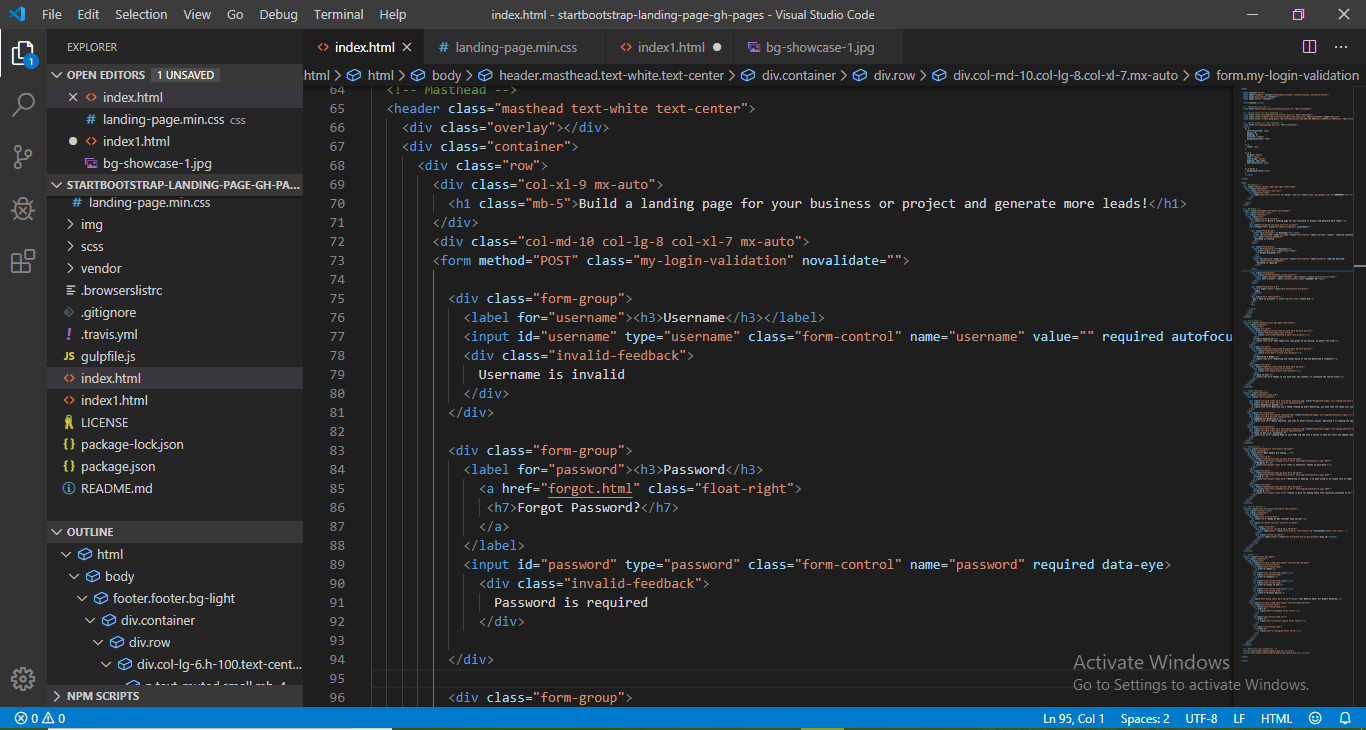 File Edit Selection View Go Debug Terminal Help
index.html - startbootstrap-landing-page-gh-pages - Visual Studio Code
EXPLORER
OPEN EDITORS 1 UNSAVED
index.html
landing-page.min.css css
index1.html
bg-showcase-1.jpg
STARTBOOTSTRAP-LANDING-PAGE-GH-PA...
landing-page.min.css
img
scss
vendor
.browserslistrc
.gitignore
.travis.yml
JS gulpfile.js
index.html
index1.html
LICENSE
package-lock.json
package.json
README.md
OUTLINE
html
body
footer.footer.bg-light
div.container
div.row
div.col-lg-6.h-100.text-cent...
p.text-muted.small.mb-4...
NPM SCRIPTS
index.html
landing-page.min.css
index1.html
bg-showcase-1.jpg
html > html > body > header.masthead.text-white.text-center > div.container > div.row > div.col-md-10.col-lg-8.col-xl-7.mx-auto > form.my-login-validation
64 <!-- Masthead -->
65 <header class="masthead text-white text-center">
66 <div class="overlay"></div>
67 <div class="container">
68 <div class="row">
69 <div class="col-xl-9 mx-auto">
70 <h1 class="mb-5">Build a landing page for your business or project and generate more leads!</h1>
71 </div>
72 <div class="col-md-10 col-lg-8 col-xl-7 mx-auto">
73 <form method="POST" class="my-login-validation" novalidate="">
74
75 <div class="form-group">
76 <label for="username"><h3>Username</h3></label>
77 <input id="username" type="username" class="form-control" name="username" value="" required autofocu
78 <div class="invalid-feedback">
79 Username is invalid
80 </div>
81 </div>
82
83 <div class="form-group">
84 <label for="password"><h3>Password</h3>
85 <a href="forgot.html" class="float-right">
86 <h7>Forgot Password?</h7>
87 </a>
88 </label>
89 <input id="password" type="password" class="form-control" name="password" required data-eye>
90 <div class="invalid-feedback">
91 Password is required
92 </div>
93
94 </div>
95
96 <div class="form-group">
Activate Windows
Go to Settings to activate Windows.
1
0 0
Ln 95, Col 1 Spaces: 2 UTF-8 LF HTML